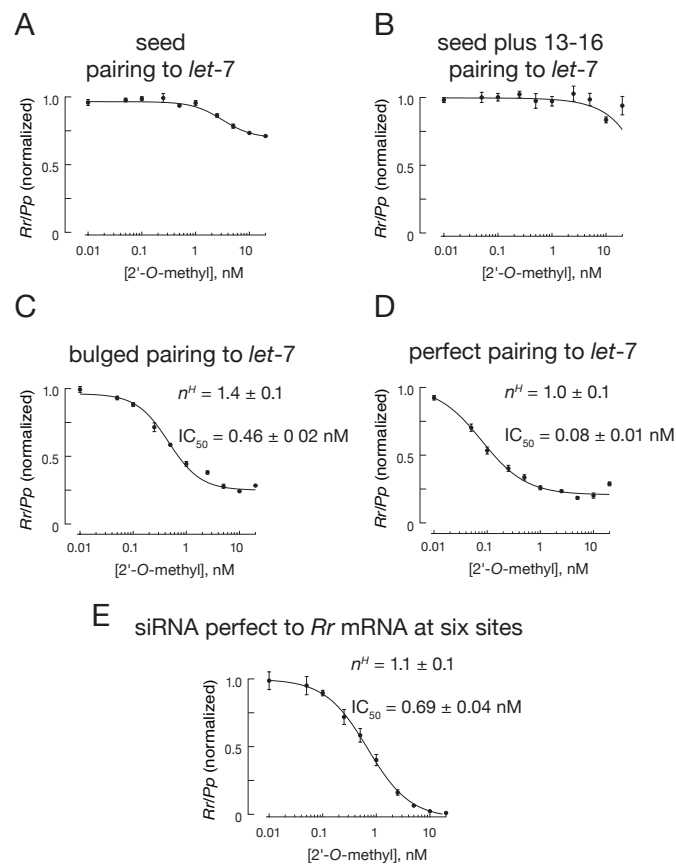 A
seed
pairing to let-7
Rr/Pp (normalized)
1.0
0.5
0
0.01 0.1 1 10
[2'-O-methyl], nM
B
seed plus 13-16
pairing to let-7
Rr/Pp (normalized)
1.0
0.5
0
0.01 0.1 1 10
[2'-O-methyl], nM
C
bulged pairing to let-7
n^H = 1.4 ± 0.1
IC50 = 0.46 ± 0 02 nM
Rr/Pp (normalized)
1.0
0.5
0
0.01 0.1 1 10
[2'-O-methyl], nM
D
perfect pairing to let-7
n^H = 1.0 ± 0.1
IC50 = 0.08 ± 0.01 nM
Rr/Pp (normalized)
1.0
0.5
0
0.01 0.1 1 10
[2'-O-methyl], nM
E
siRNA perfect to Rr mRNA at six sites
n^H = 1.1 ± 0.1
IC50 = 0.69 ± 0.04 nM
Rr/Pp (normalized)
1.0
0.5
0
0.01 0.1 1 10
[2'-O-methyl], nM